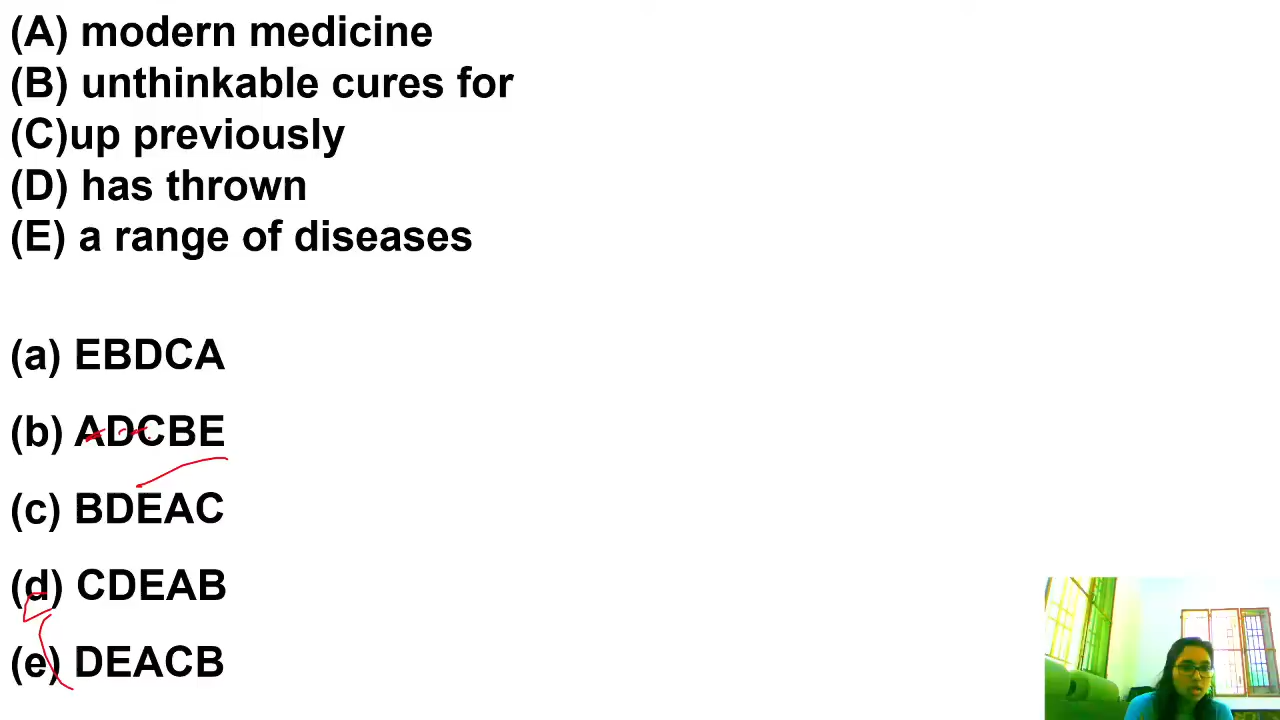 (A) modern medicine
(B) unthinkable cures for
(C)up previously
(D) has thrown
(E) a range of diseases
(a) EBDCA
(b) ADCBE
(c) BDEAC
(d) CDEAB
(e) DEACB